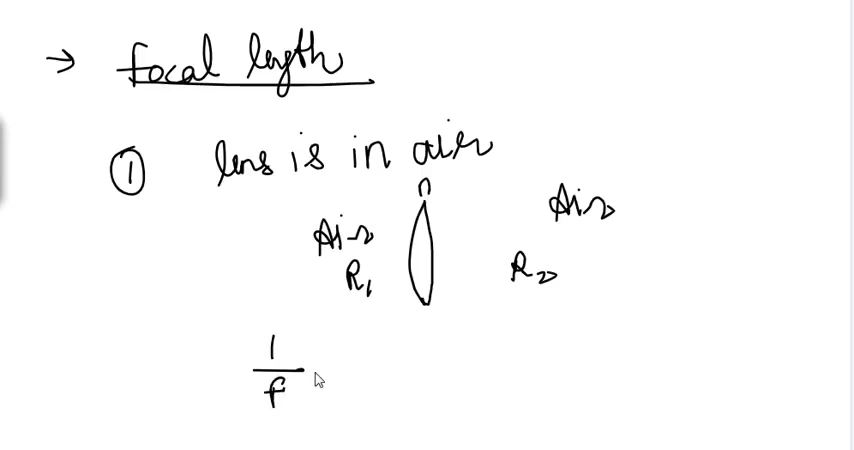 → focal length
① lens is in air
n
Air Air
R₁ R₂
1
f